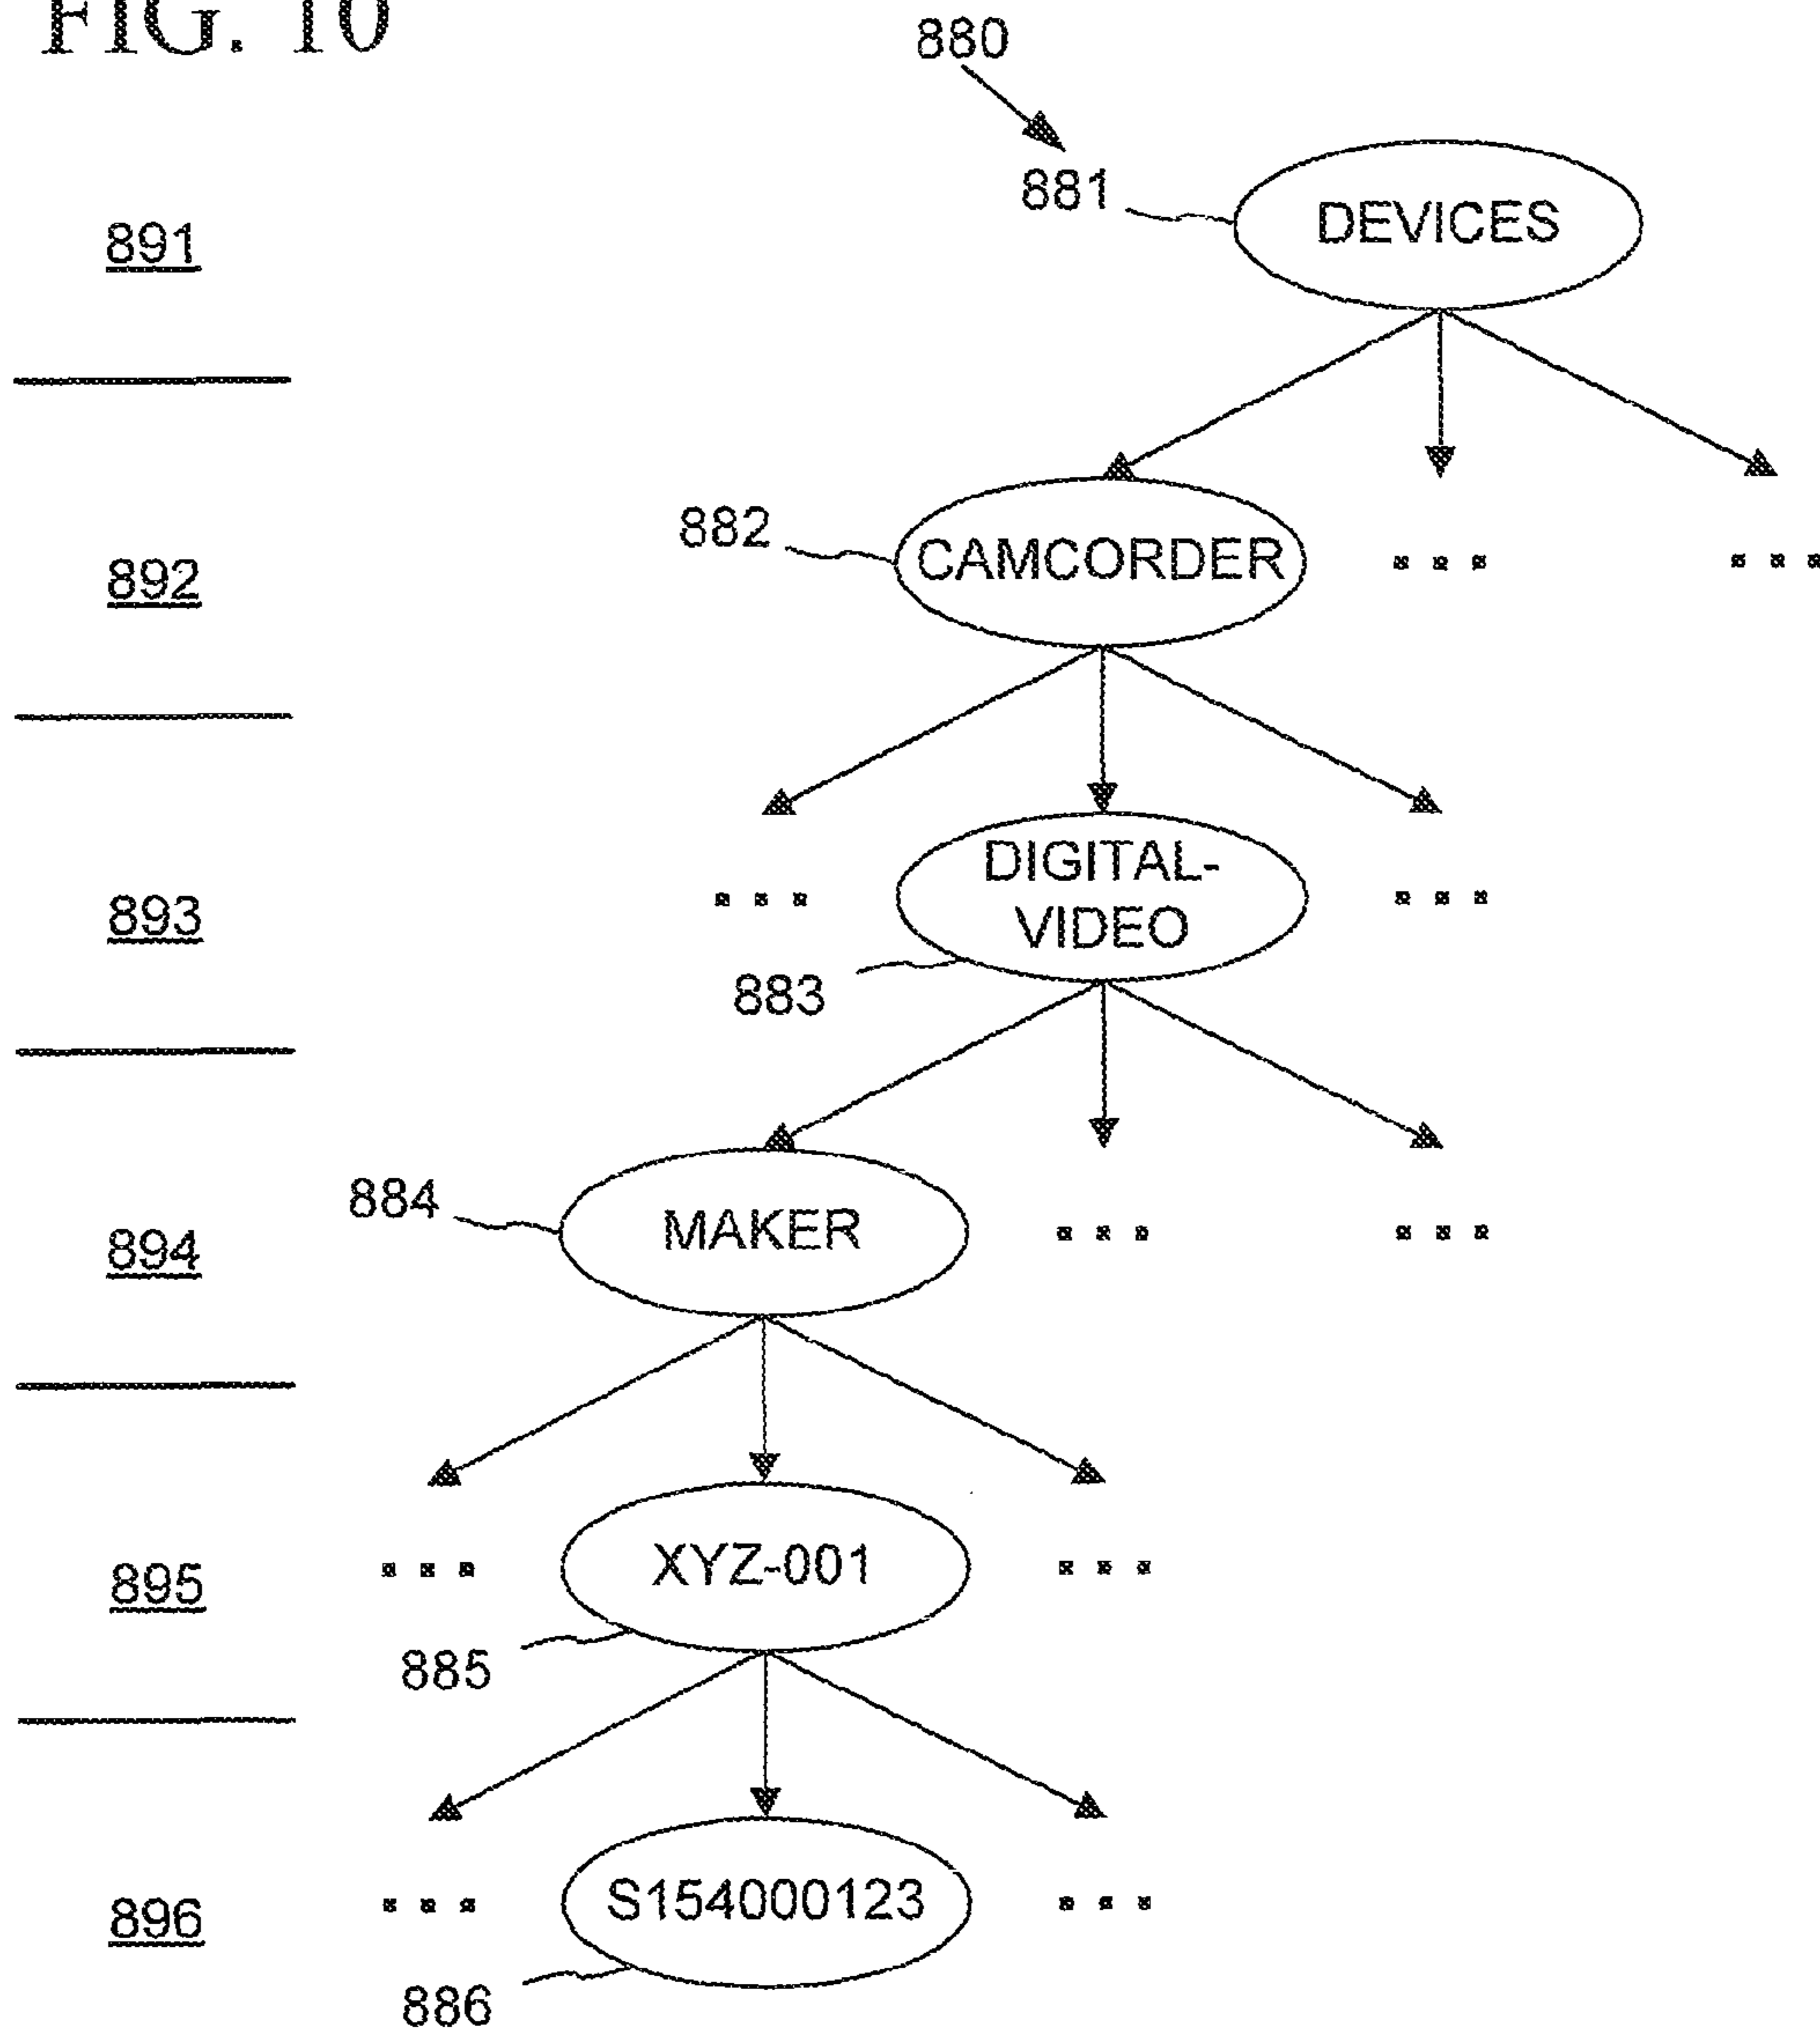 FIG. 10
880
881
DEVICES
891
882
CAMCORDER
892
DIGITAL-
VIDEO
893
883
884
MAKER
894
XYZ-001
895
885
S154000123
896
886